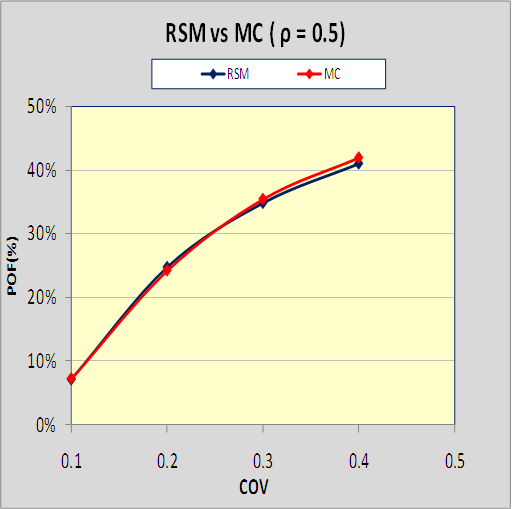 RSM vs MC ( ρ = 0.5)
RSM MC
50%
40%
30%
20%
10%
0%
POF(%)
0.1 0.2 0.3 0.4 0.5
COV